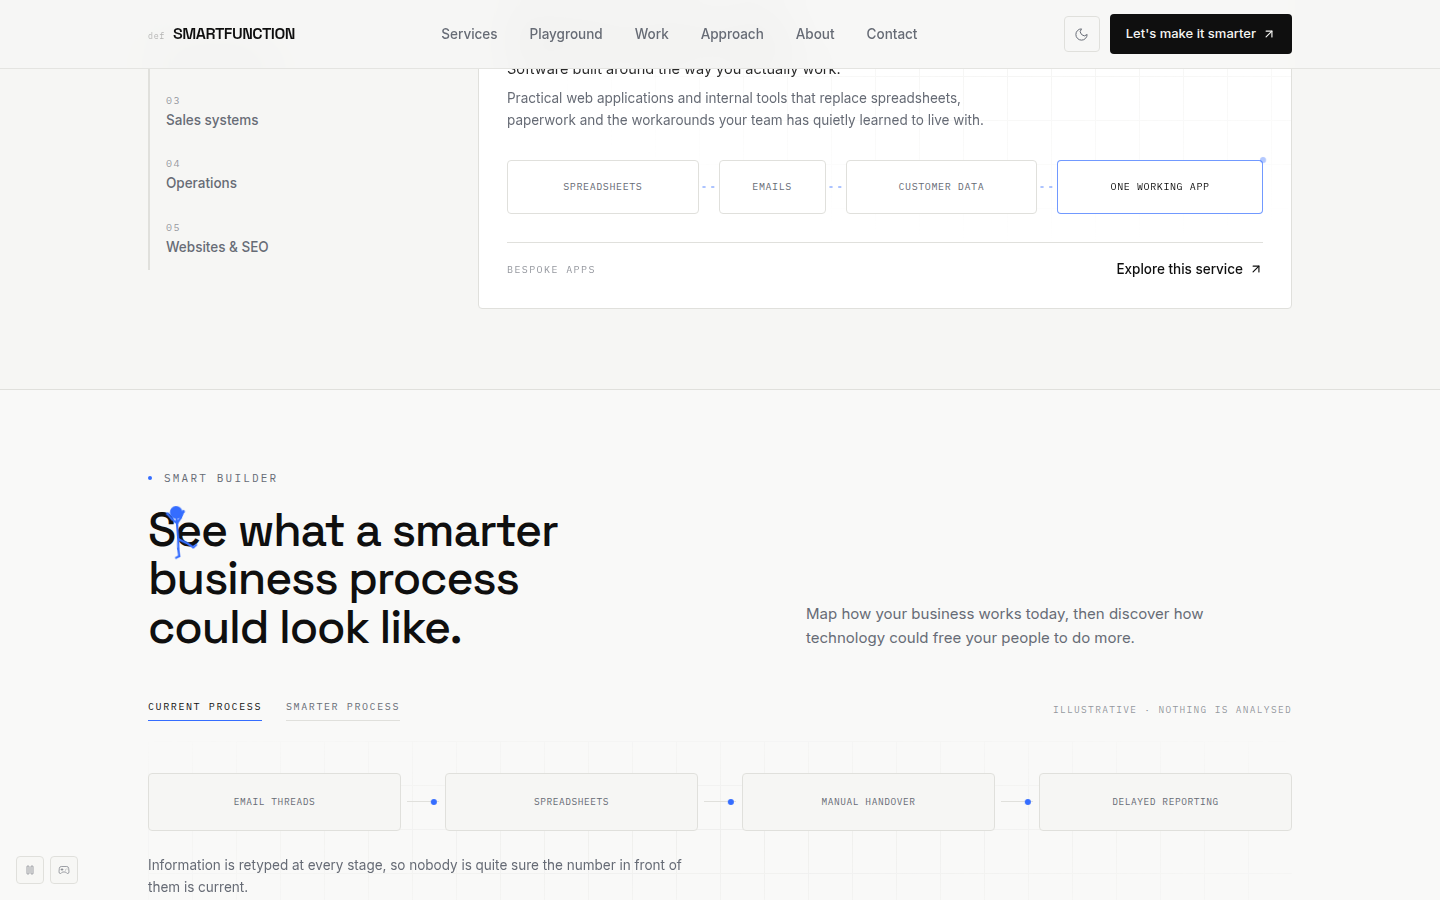 def SMARTFUNCTION
Services
Playground
Work
Approach
About
Contact
Let's make it smarter
Software built around the way you actually work.
Practical web applications and internal tools that replace spreadsheets,
paperwork and the workarounds your team has quietly learned to live with.
03
Sales systems
04
Operations
05
Websites & SEO
SPREADSHEETS
EMAILS
CUSTOMER DATA
ONE WORKING APP
BESPOKE APPS
Explore this service
SMART BUILDER
See what a smarter
business process
could look like.
Map how your business works today, then discover how
technology could free your people to do more.
CURRENT PROCESS
SMARTER PROCESS
ILLUSTRATIVE · NOTHING IS ANALYSED
EMAIL THREADS
SPREADSHEETS
MANUAL HANDOVER
DELAYED REPORTING
Information is retyped at every stage, so nobody is quite sure the number in front of
them is current.